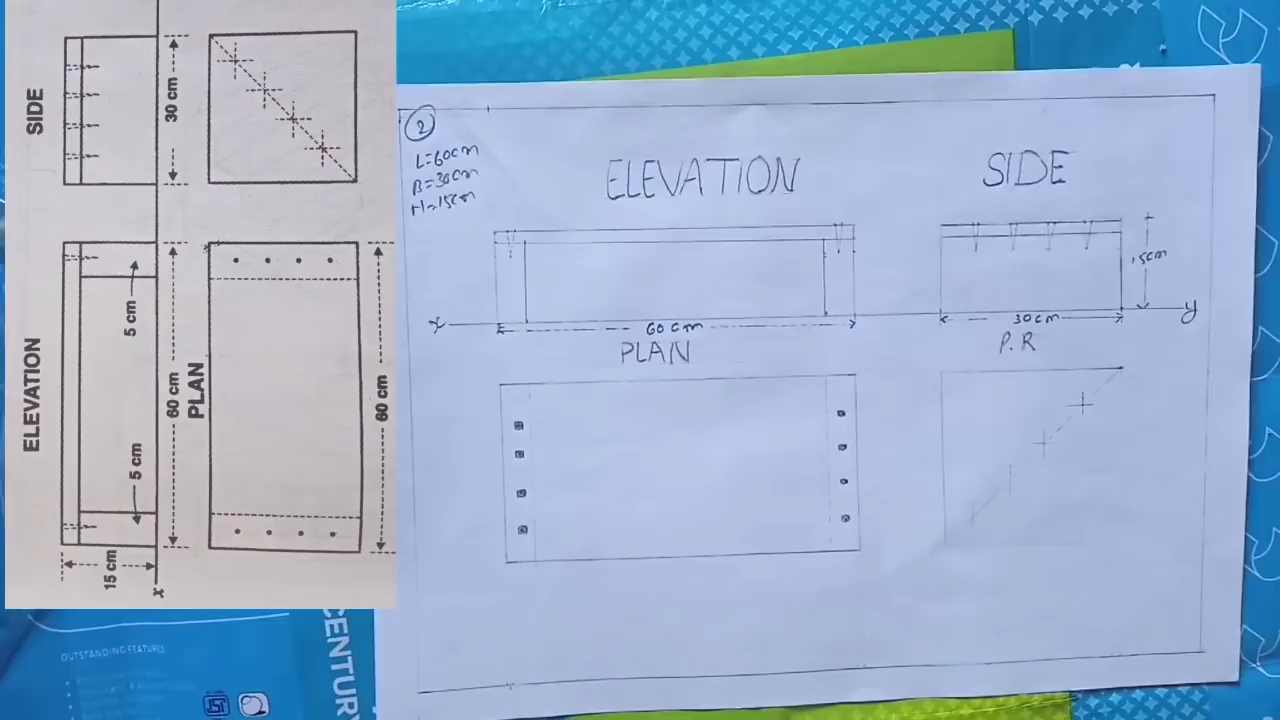 SIDE
30 cm
ELEVATION
5 cm
5 cm
60 cm
PLAN
60 cm
15 cm
x
2
L=60cm
B=30cm
H=15cm
ELEVATION
SIDE
15cm
x
60 cm
30cm
y
PLAN
P.R
CENTURY
OUTSTANDING FEATURES